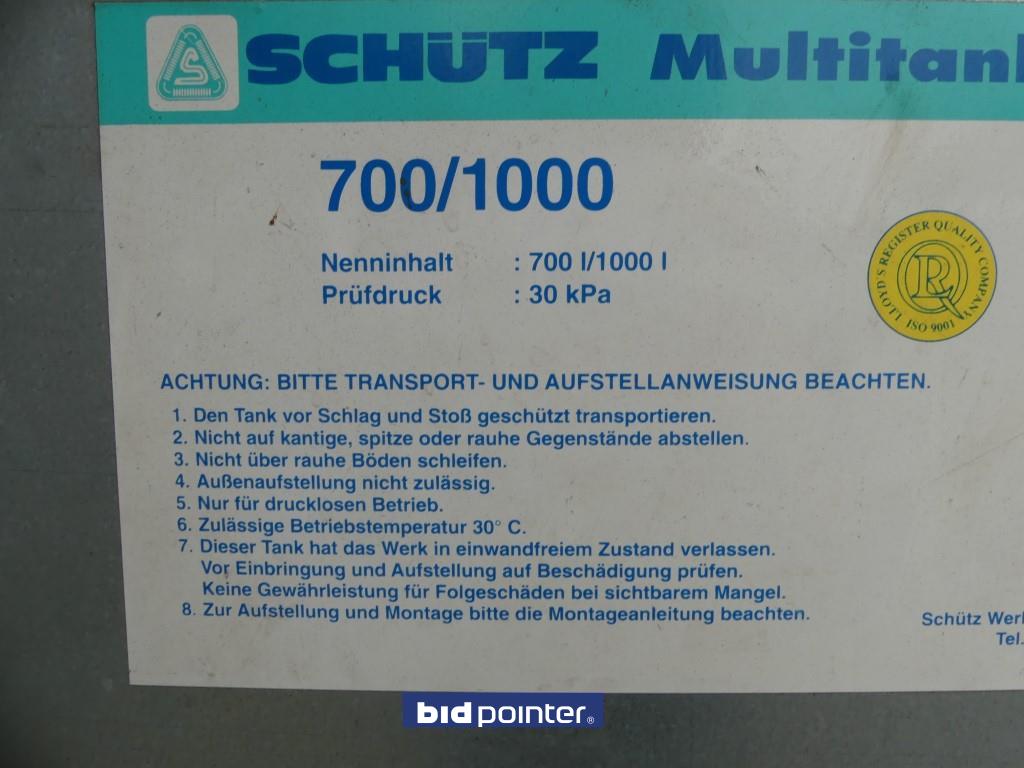 S
SCHÜTZ Multitank
700/1000
Nenninhalt : 700 l/1000 l
Prüfdruck : 30 kPa
LLOYD'S REGISTER QUALITY COMPANY
LRQ
ISO 9001
ACHTUNG: BITTE TRANSPORT- UND AUFSTELLANWEISUNG BEACHTEN.
1. Den Tank vor Schlag und Stoß geschützt transportieren.
2. Nicht auf kantige, spitze oder rauhe Gegenstände abstellen.
3. Nicht über rauhe Böden schleifen.
4. Außenaufstellung nicht zulässig.
5. Nur für drucklosen Betrieb.
6. Zulässige Betriebstemperatur 30° C.
7. Dieser Tank hat das Werk in einwandfreiem Zustand verlassen.
Vor Einbringung und Aufstellung auf Beschädigung prüfen.
Keine Gewährleistung für Folgeschäden bei sichtbarem Mangel.
8. Zur Aufstellung und Montage bitte die Montageanleitung beachten.
Schütz Werk
Tel.
bidpointer®